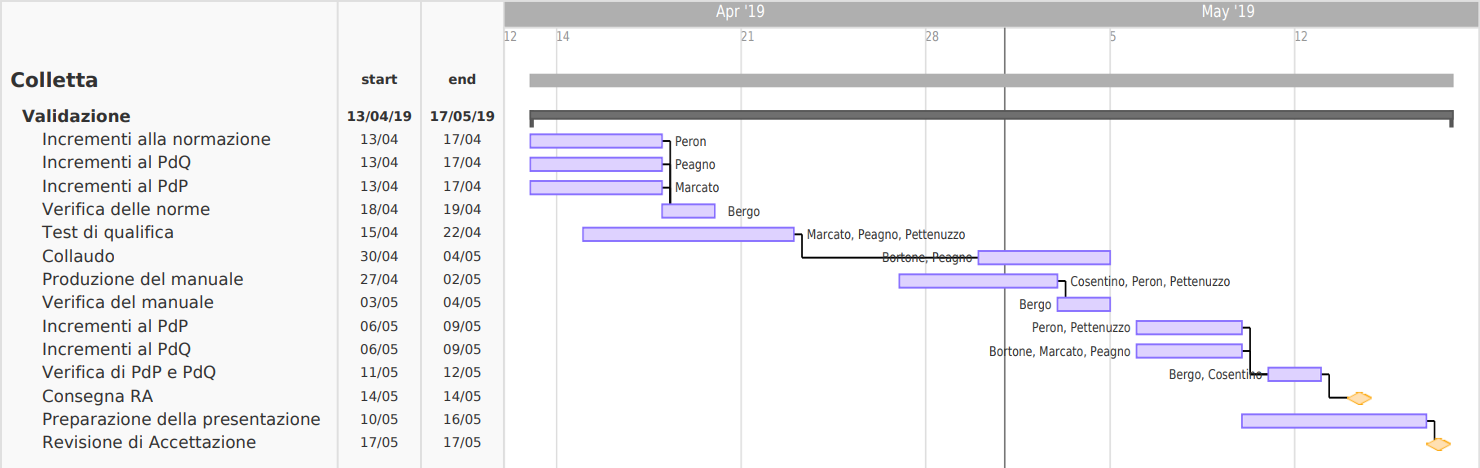 Apr '19 May '19
12 14 21 28 5 12
Colletta start end
Validazione 13/04/19 17/05/19
Incrementi alla normazione 13/04 17/04 Peron
Incrementi al PdQ 13/04 17/04 Peagno
Incrementi al PdP 13/04 17/04 Marcato
Verifica delle norme 18/04 19/04 Bergo
Test di qualifica 15/04 22/04 Marcato, Peagno, Pettenuzzo
Collaudo 30/04 04/05 Bortone, Peagno
Produzione del manuale 27/04 02/05 Cosentino, Peron, Pettenuzzo
Verifica del manuale 03/05 04/05 Bergo
Incrementi al PdP 06/05 09/05 Peron, Pettenuzzo
Incrementi al PdQ 06/05 09/05 Bortone, Marcato, Peagno
Verifica di PdP e PdQ 11/05 12/05 Bergo, Cosentino
Consegna RA 14/05 14/05
Preparazione della presentazione 10/05 16/05
Revisione di Accettazione 17/05 17/05